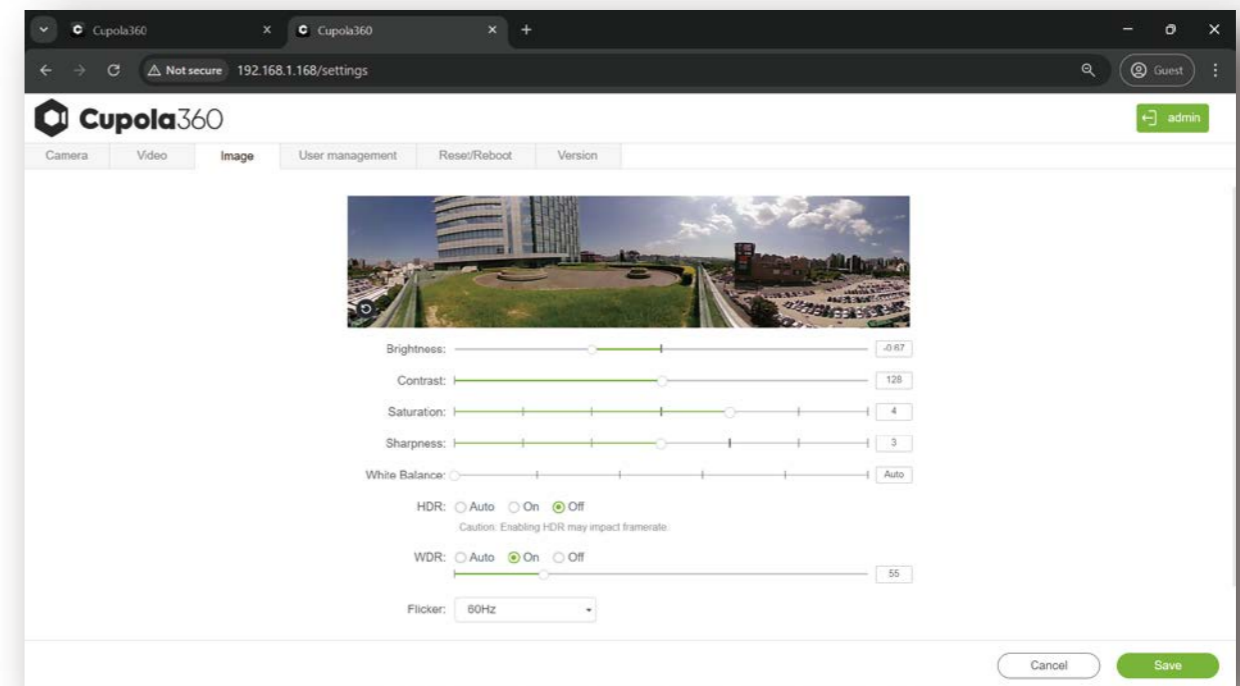 Cupola360
Cupola360
Not secure 192.168.1.168/settings
Guest
Cupola360
admin
Camera Video Image User management Reset/Reboot Version
Brightness: -0.67
Contrast: 128
Saturation: 4
Sharpness: 3
White Balance: Auto
HDR: Auto On Off
Caution: Enabling HDR may impact framerate.
WDR: Auto On Off
55
Flicker: 60Hz
Cancel Save